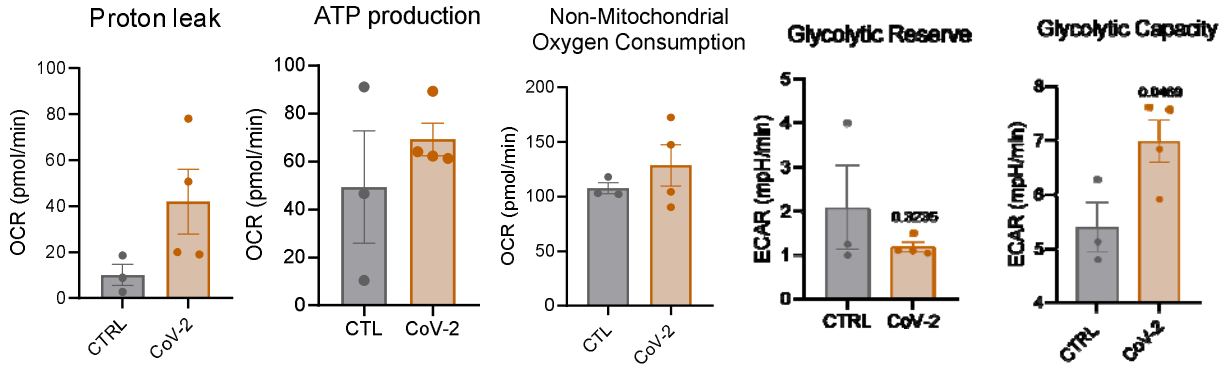 Proton leak
OCR (pmol/min)
100
80
60
40
20
0
CTRL
CoV-2
ATP production
OCR (pmol/min)
100
80
60
40
20
0
CTL
CoV-2
Non-Mitochondrial
Oxygen Consumption
OCR (pmol/min)
200
150
100
50
0
CTL
CoV-2
Glycolytic Reserve
ECAR (mpH/min)
5
4
3
2
1
0
0.3235
CTRL
CoV-2
Glycolytic Capacity
ECAR (mpH/min)
8
7
6
5
4
0.0469
CTRL
CoV-2